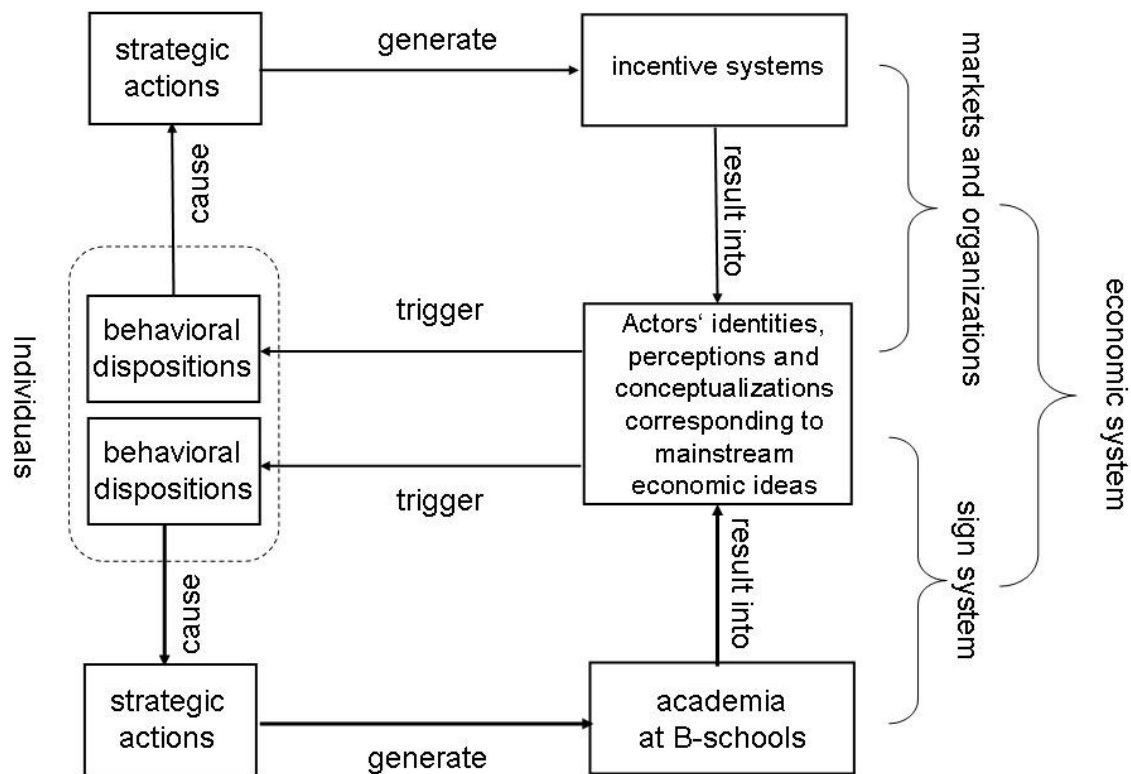 strategic
actions
generate
incentive systems
cause
result into
markets and organizations
Individuals
behavioral
dispositions
trigger
Actors‘ identities,
perceptions and
conceptualizations
corresponding to
mainstream
economic ideas
economic system
behavioral
dispositions
trigger
sign system
cause
result into
strategic
actions
generate
academia
at B-schools